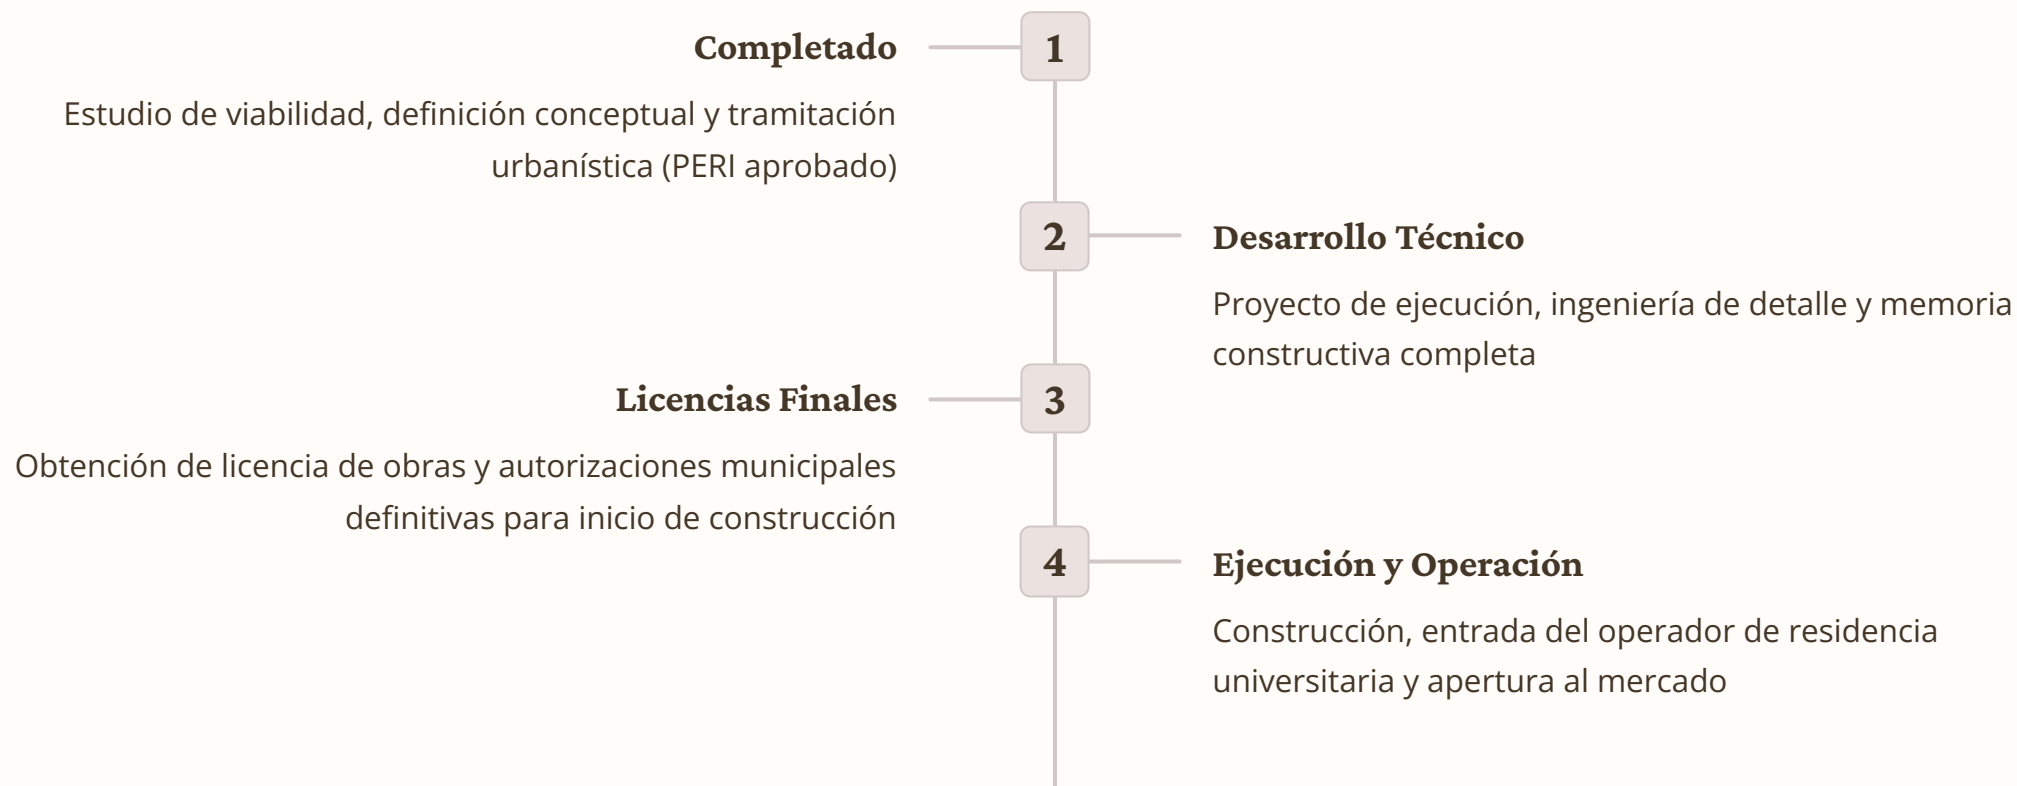 Completado
1
Estudio de viabilidad, definición conceptual y tramitación
urbanística (PERI aprobado)
2
Desarrollo Técnico
Proyecto de ejecución, ingeniería de detalle y memoria
constructiva completa
Licencias Finales
3
Obtención de licencia de obras y autorizaciones municipales
definitivas para inicio de construcción
4
Ejecución y Operación
Construcción, entrada del operador de residencia
universitaria y apertura al mercado